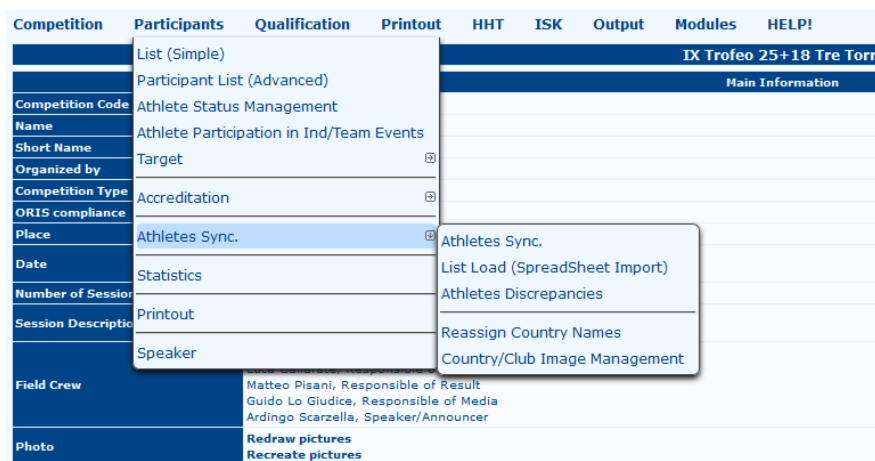 Competition Participants Qualification Printout HHT ISK Output Modules HELP!
IX Trofeo 25+18 Tre Torr
Main Information
List (Simple)
Participant List (Advanced)
Athlete Status Management
Athlete Participation in Ind/Team Events
Target
Accreditation
Athletes Sync.
Statistics
Printout
Speaker
Athletes Sync.
List Load (SpreadSheet Import)
Athletes Discrepancies
Reassign Country Names
Country/Club Image Management
Competition Code
Name
Short Name
Organized by
Competition Type
ORIS compliance
Place
Date
Number of Session
Session Descriptio
Field Crew
Matteo Pisani, Responsible of Result
Guido Lo Giudice, Responsible of Media
Ardingo Scarzella, Speaker/Announcer
Photo
Redraw pictures
Recreate pictures